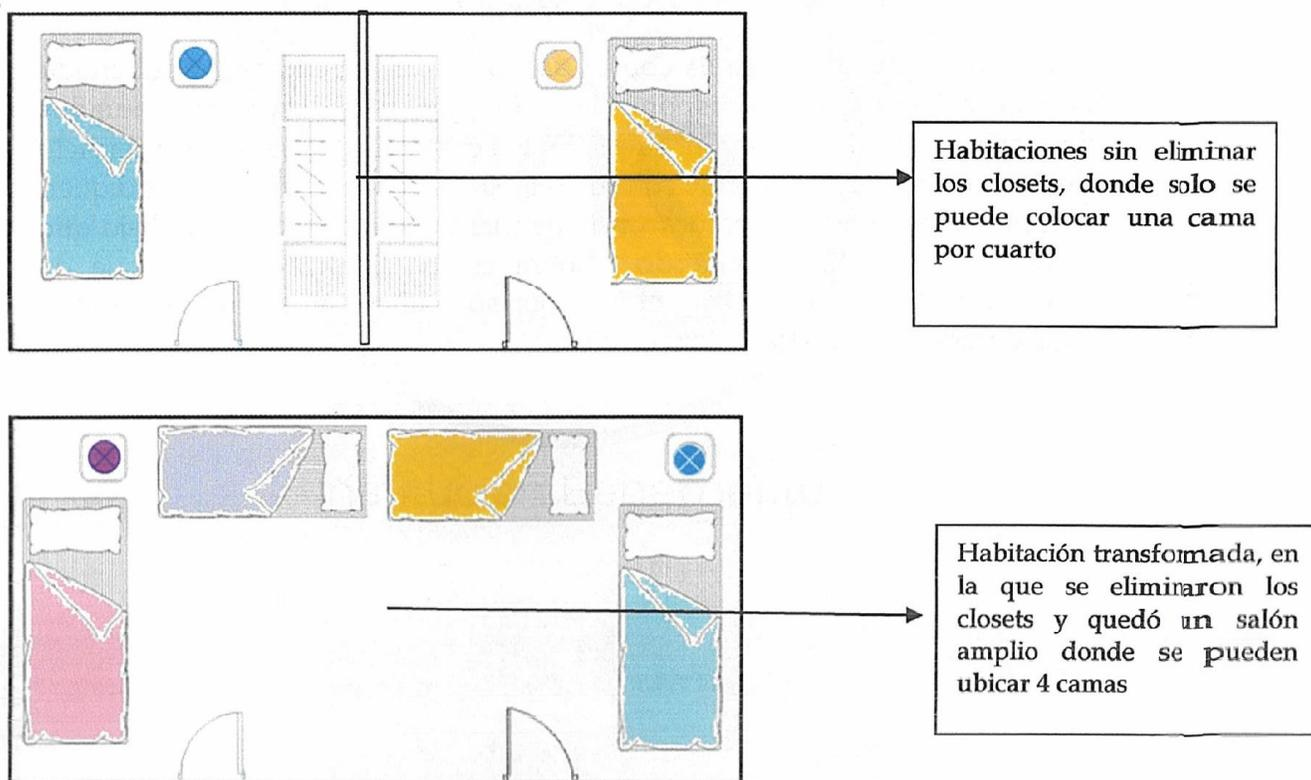 Habitaciones sin eliminar
los closets, donde solo se
puede colocar una cama
por cuarto
Habitación transformada, en
la que se eliminaron los
closets y quedó un salón
amplio donde se pueden
ubicar 4 camas